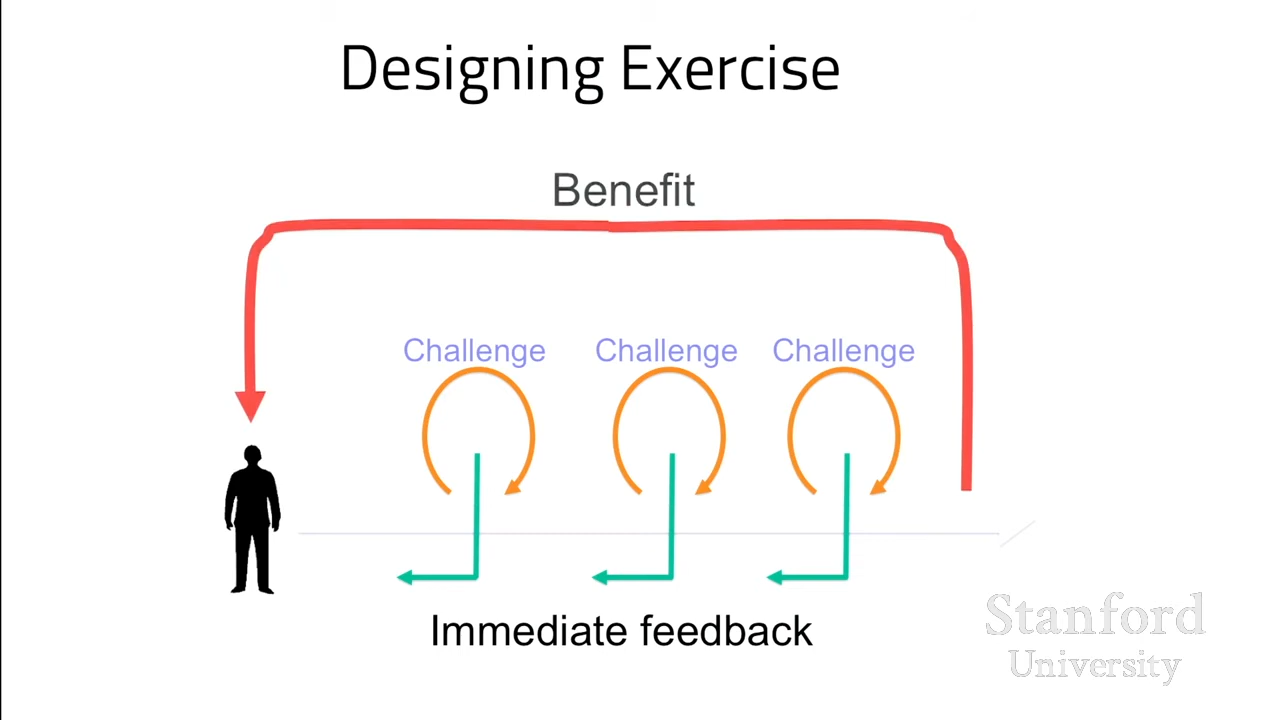 Designing Exercise
Benefit
Challenge Challenge Challenge
Immediate feedback
Stanford
University